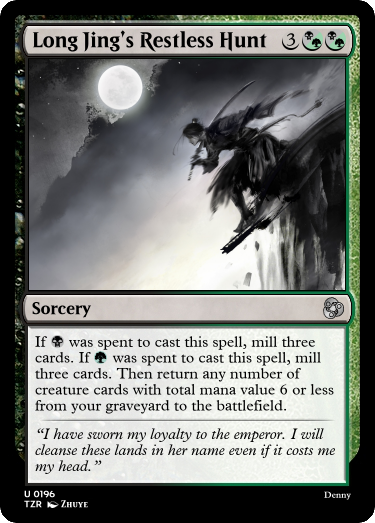 Long Jing's Restless Hunt 3
Sorcery
If was spent to cast this spell, mill three
cards. If was spent to cast this spell, mill
three cards. Then return any number of
creature cards with total mana value 6 or less
from your graveyard to the battlefield.
“I have sworn my loyalty to the emperor. I will
cleanse these lands in her name even if it costs me
my head.”
U 0196
TZR Zhuye
Denny